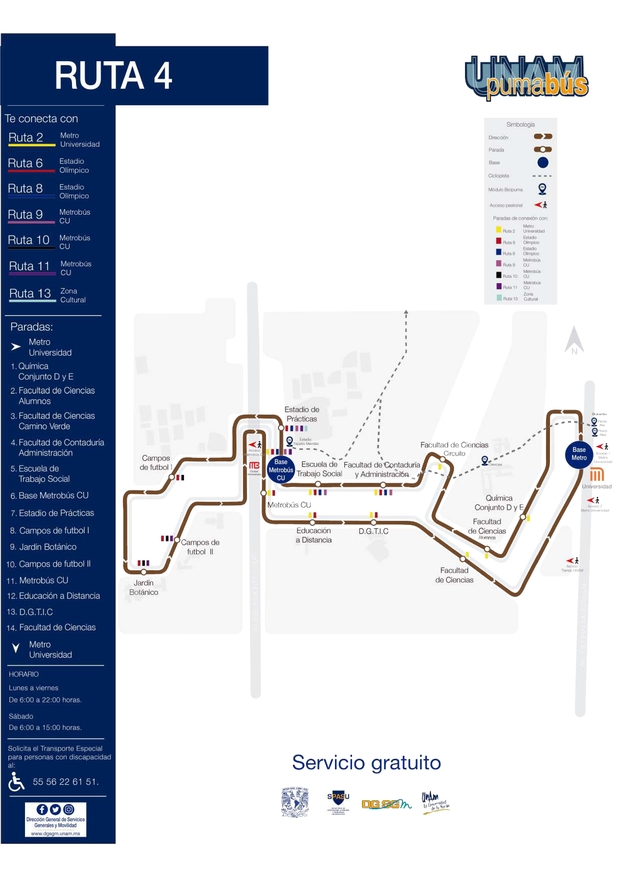 RUTA 4
UNAM
pumabús
Te conecta con
Ruta 2 Metro
Universidad
Ruta 6 Estadio
Olímpico
Ruta 8 Estadio
Olímpico
Ruta 9 Metrobús
CU
Ruta 10 Metrobús
CU
Ruta 11 Metrobús
CU
Ruta 13 Zona
Cultural
Paradas:
Metro
Universidad
1. Química
Conjunto D y E
2. Facultad de Ciencias
Alumnos
3. Facultad de Ciencias
Camino Verde
4. Facultad de Contaduría
Administración
5. Escuela de
Trabajo Social
6. Base Metrobús CU
7. Estadio de Prácticas
8. Campos de futbol I
9. Jardín Botánico
10. Campos de futbol II
11. Metrobús CU
12. Educación a Distancia
13. D.G.T.I.C
14. Facultad de Ciencias
Metro
Universidad
HORARIO
Lunes a viernes
De 6:00 a 22:00 horas.
Sábado
De 6:00 a 15:00 horas.
Solicita el Transporte Especial
para personas con discapacidad
al:
55 56 22 61 51.
Dirección General de Servicios
Generales y Movilidad
www.dgsgm.unam.mx
Simbología
Dirección
Parada
Base
Ciclopista
Módulo Bicipuma
Acceso peatonal
Paradas de conexión con:
Ruta 2 Metro
Universidad
Ruta 6 Estadio
Olímpico
Ruta 8 Estadio
Olímpico
Ruta 9 Metrobús
CU
Ruta 10 Metrobús
CU
Ruta 11 Metrobús
CU
Ruta 13 Zona
Cultural
N
Estadio de
Prácticas
Campos
de futbol I
Base
Metrobús
CU
Escuela de
Trabajo Social
Facultad de Contaduría
y Administración
Facultad de Ciencias
Circuito
Ciencias
Base
Metro
Universidad
Metrobús CU
Química
Conjunto D y E
Facultad
de Ciencias
Alumnos
Educación
a Distancia
D.G.T.I.C
Campos de
futbol II
Facultad
de Ciencias
Jardín
Botánico
Servicio gratuito
SPASU
DGSGM